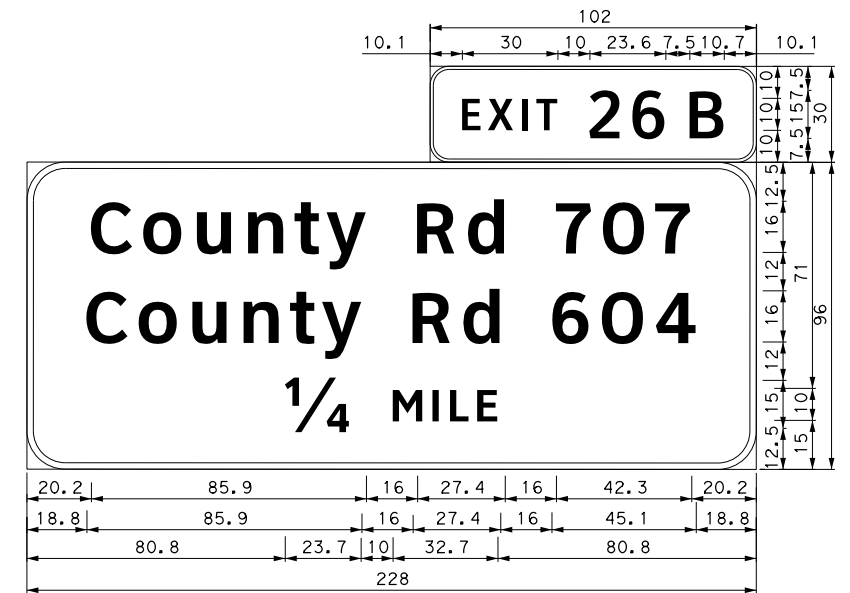 102
10.1 30 10 23.6 7.5 10.7 10.1
EXIT 26 B
10 10 10
7.5 15 7.5
30
County Rd 707
County Rd 604
1/4 MILE
12.5 16 12 16 12 15 12.5
71 10 15
96
20.2 85.9 16 27.4 16 42.3 20.2
18.8 85.9 16 27.4 16 45.1 18.8
80.8 23.7 10 32.7 80.8
228